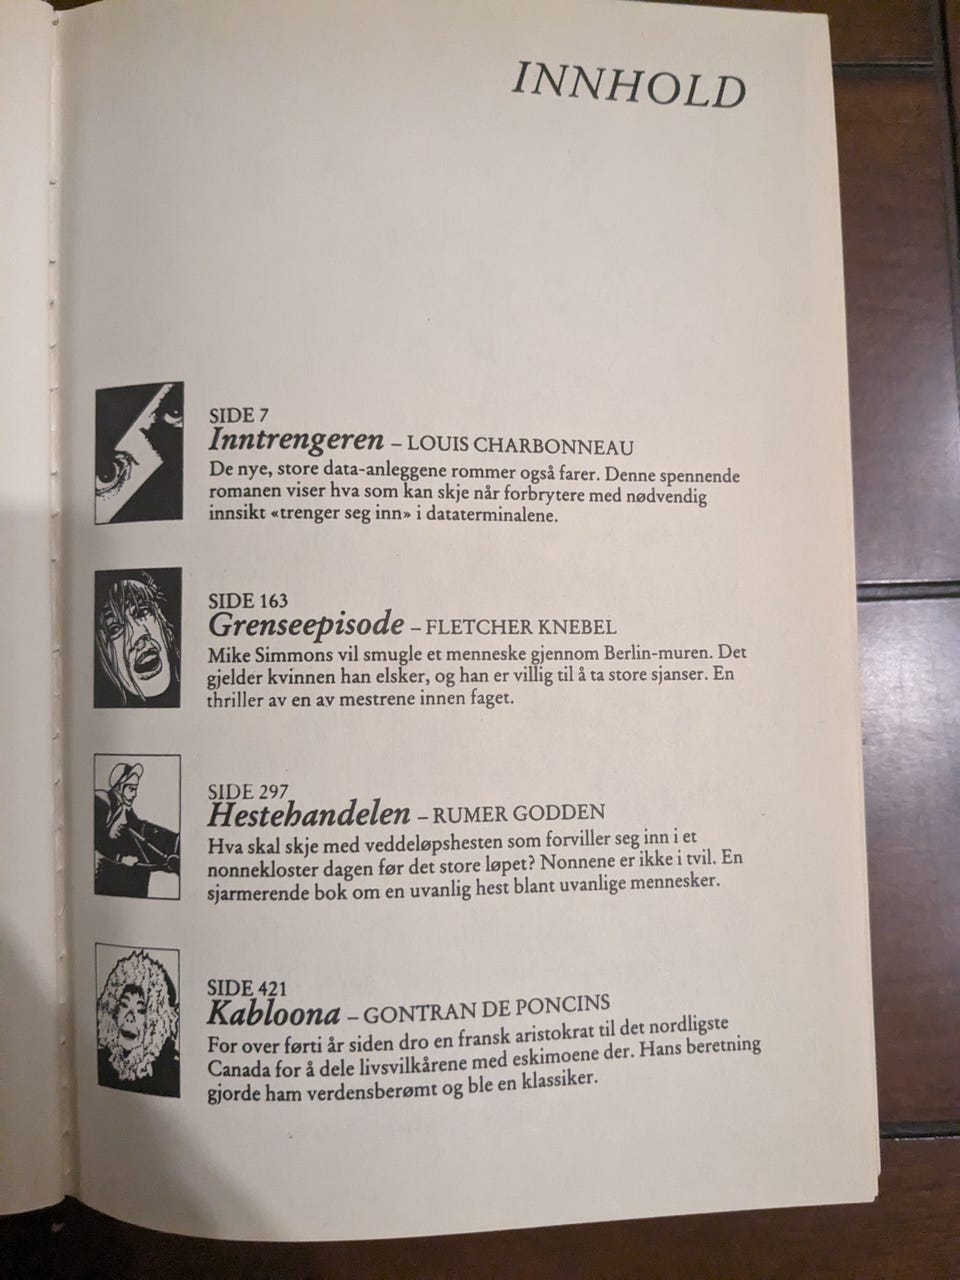 INNHOLD
SIDE 7
Inntrengeren – LOUIS CHARBONNEAU
De nye, store data-anleggene rommer også farer. Denne spennende
romanen viser hva som kan skje når forbrytere med nødvendig
innsikt «trenger seg inn» i dataterminalene.
SIDE 163
Grenseepisode – FLETCHER KNEBEL
Mike Simmons vil smugle et menneske gjennom Berlin-muren. Det
gjelder kvinnen han elsker, og han er villig til å ta store sjanser. En
thriller av en av mestrene innen faget.
SIDE 297
Hestehandelen – RUMER GODDEN
Hva skal skje med veddeløpshesten som forviller seg inn i et
nonnekloster dagen før det store løpet? Nonnene er ikke i tvil. En
sjarmerende bok om en uvanlig hest blant uvanlige mennesker.
SIDE 421
Kabloona – GONTRAN DE PONCINS
For over førti år siden dro en fransk aristokrat til det nordligste
Canada for å dele livsvilkårene med eskimoene der. Hans beretning
gjorde ham verdensberømt og ble en klassiker.